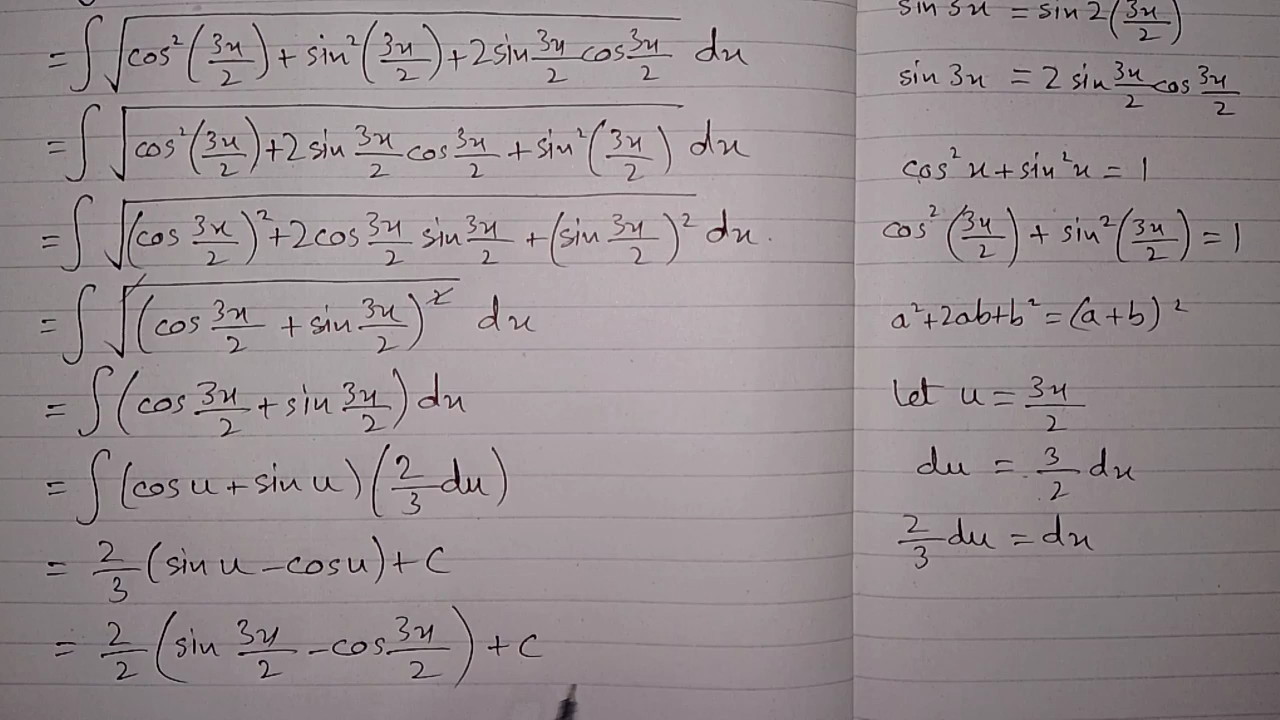 = ∫ √(cos²(3x/2) + sin²(3x/2) + 2 sin 3x/2 cos 3x/2) dx
= ∫ √(cos²(3x/2) + 2 sin 3x/2 cos 3x/2 + sin²(3x/2)) dx
= ∫ √((cos 3x/2)² + 2 cos 3x/2 sin 3x/2 + (sin 3x/2)²) dx.
= ∫ √((cos 3x/2 + sin 3x/2)²) dx
= ∫ (cos 3x/2 + sin 3x/2) dx
= ∫ (cos u + sin u) (2/3 du)
= 2/3 (sin u - cos u) + C
= 2/2 (sin 3x/2 - cos 3x/2) + C
sin 3x = sin 2(3x/2)
sin 3x = 2 sin 3x/2 cos 3x/2
cos²x + sin²x = 1
cos²(3x/2) + sin²(3x/2) = 1
a² + 2ab + b² = (a+b)²
let u = 3x/2
du = 3/2 dx
2/3 du = dx